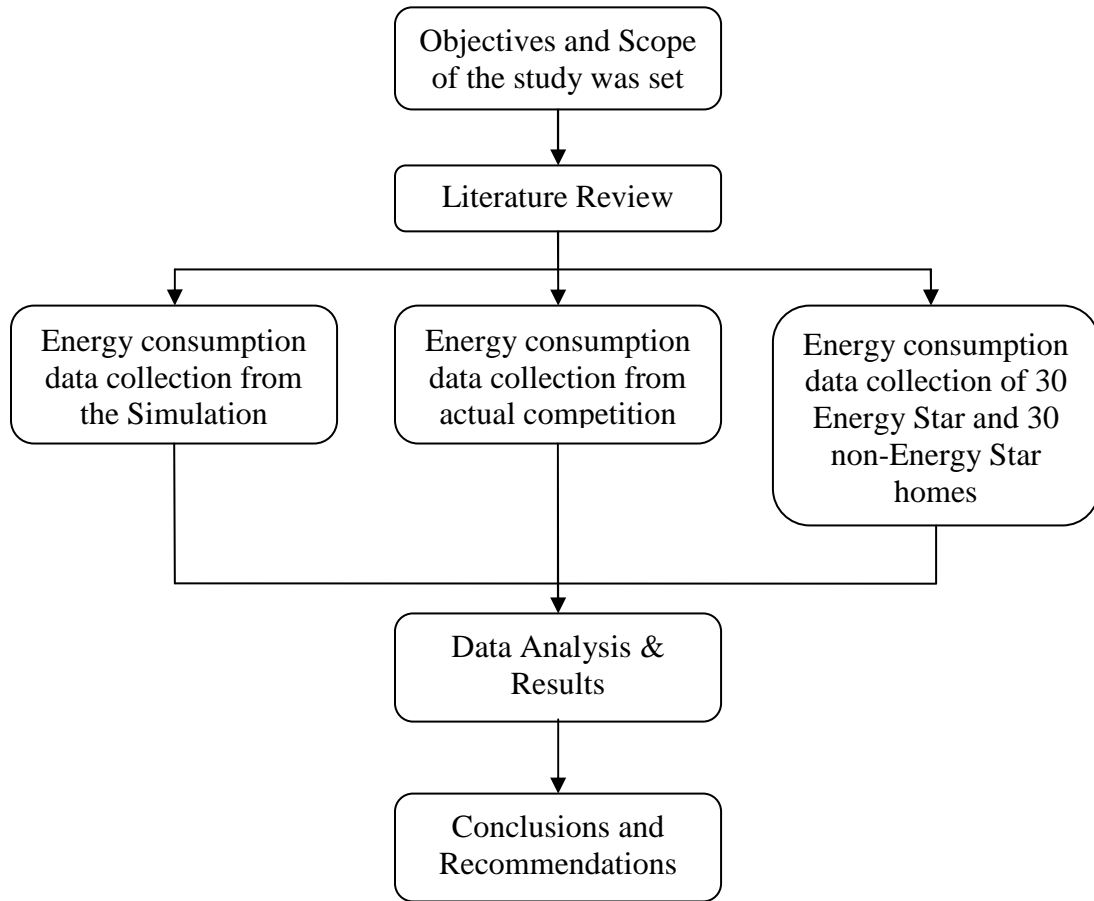 Objectives and Scope
of the study was set
Literature Review
Energy consumption
data collection from
the Simulation
Energy consumption
data collection from
actual competition
Energy consumption
data collection of 30
Energy Star and 30
non-Energy Star
homes
Data Analysis &
Results
Conclusions and
Recommendations